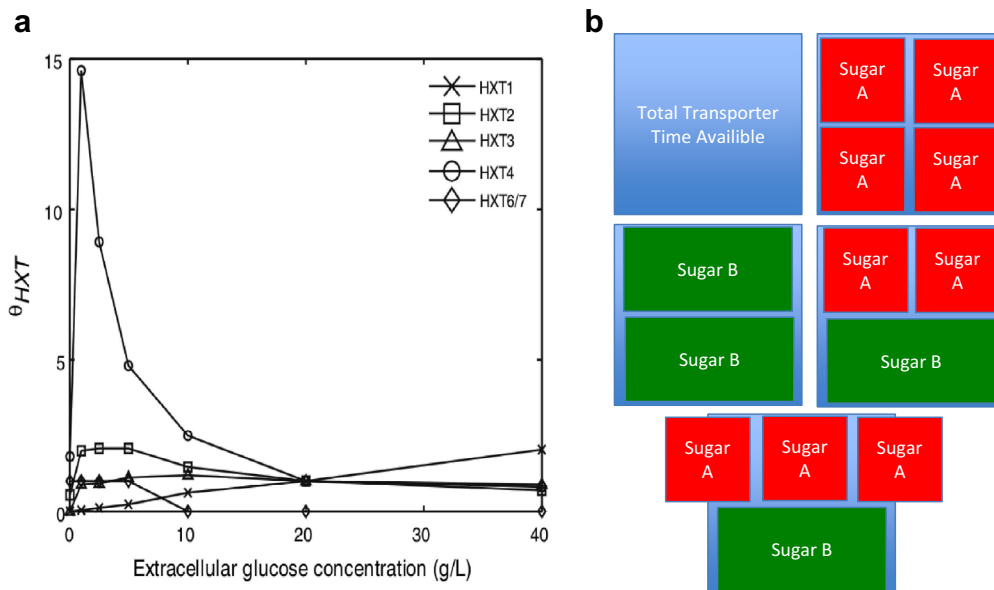 a
15
10
5
0
θHXT
0
10
20
30
40
Extracellular glucose concentration (g/L)
HXT1
HXT2
HXT3
HXT4
HXT6/7
b
Total Transporter
Time Availible
Sugar
A
Sugar
A
Sugar
A
Sugar
A
Sugar B
Sugar B
Sugar
A
Sugar
A
Sugar B
Sugar
A
Sugar
A
Sugar
A
Sugar B